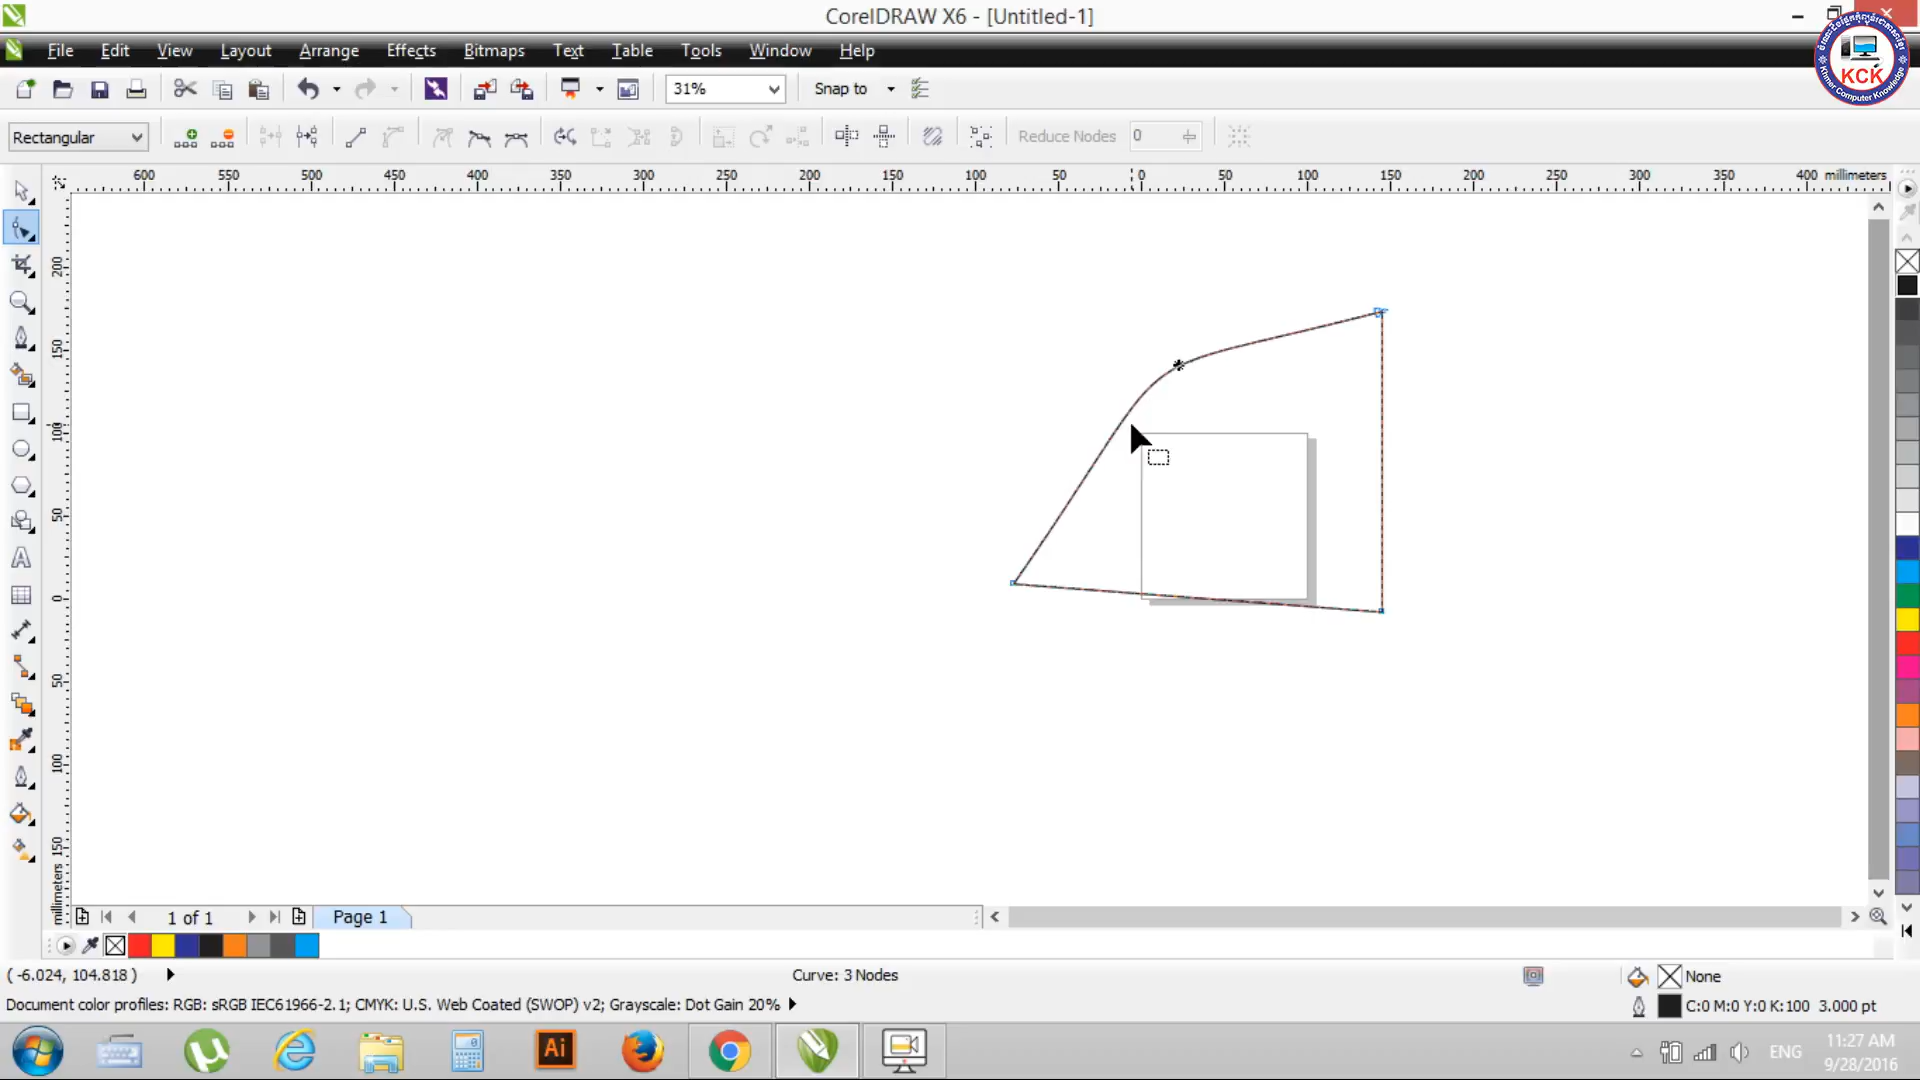 CorelDRAW X6 - [Untitled-1]
File Edit View Layout Arrange Effects Bitmaps Text Table Tools Window Help
KCK
Khmer Computer Knowledge
31% Snap to
Rectangular Reduce Nodes 0
600 550 500 450 400 350 300 250 200 150 100 50 0 50 100 150 200 250 300 350 400 millimeters
200
150
100
50
0
50
100
150
millimeters
A
1 of 1 Page 1
( -6.024, 104.818 ) Curve: 3 Nodes None
Document color profiles: RGB: sRGB IEC61966-2.1; CMYK: U.S. Web Coated (SWOP) v2; Grayscale: Dot Gain 20% C:0 M:0 Y:0 K:100 3.000 pt
Ai
ENG
11:27 AM
9/28/2016